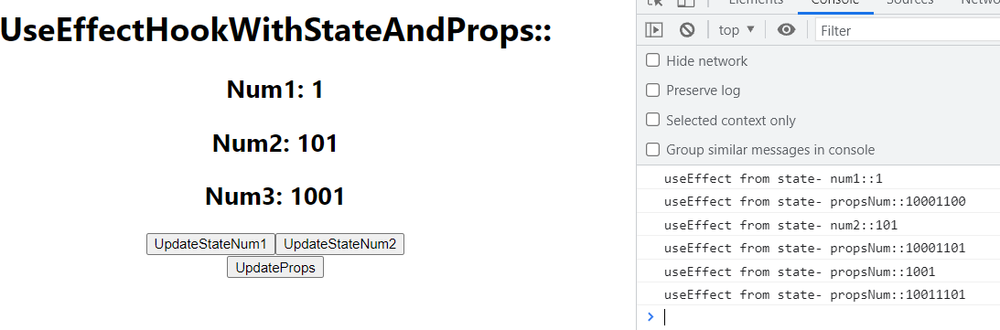 UseEffectHookWithStateAndProps::
Num1: 1
Num2: 101
Num3: 1001
UpdateStateNum1 UpdateStateNum2
UpdateProps
Elements Console Sources Netwo
top ▼ Filter
Hide network
Preserve log
Selected context only
Group similar messages in console
useEffect from state- num1::1
useEffect from state- propsNum::10001100
useEffect from state- num2::101
useEffect from state- propsNum::10001101
useEffect from state- propsNum::1001
useEffect from state- propsNum::10011101
>